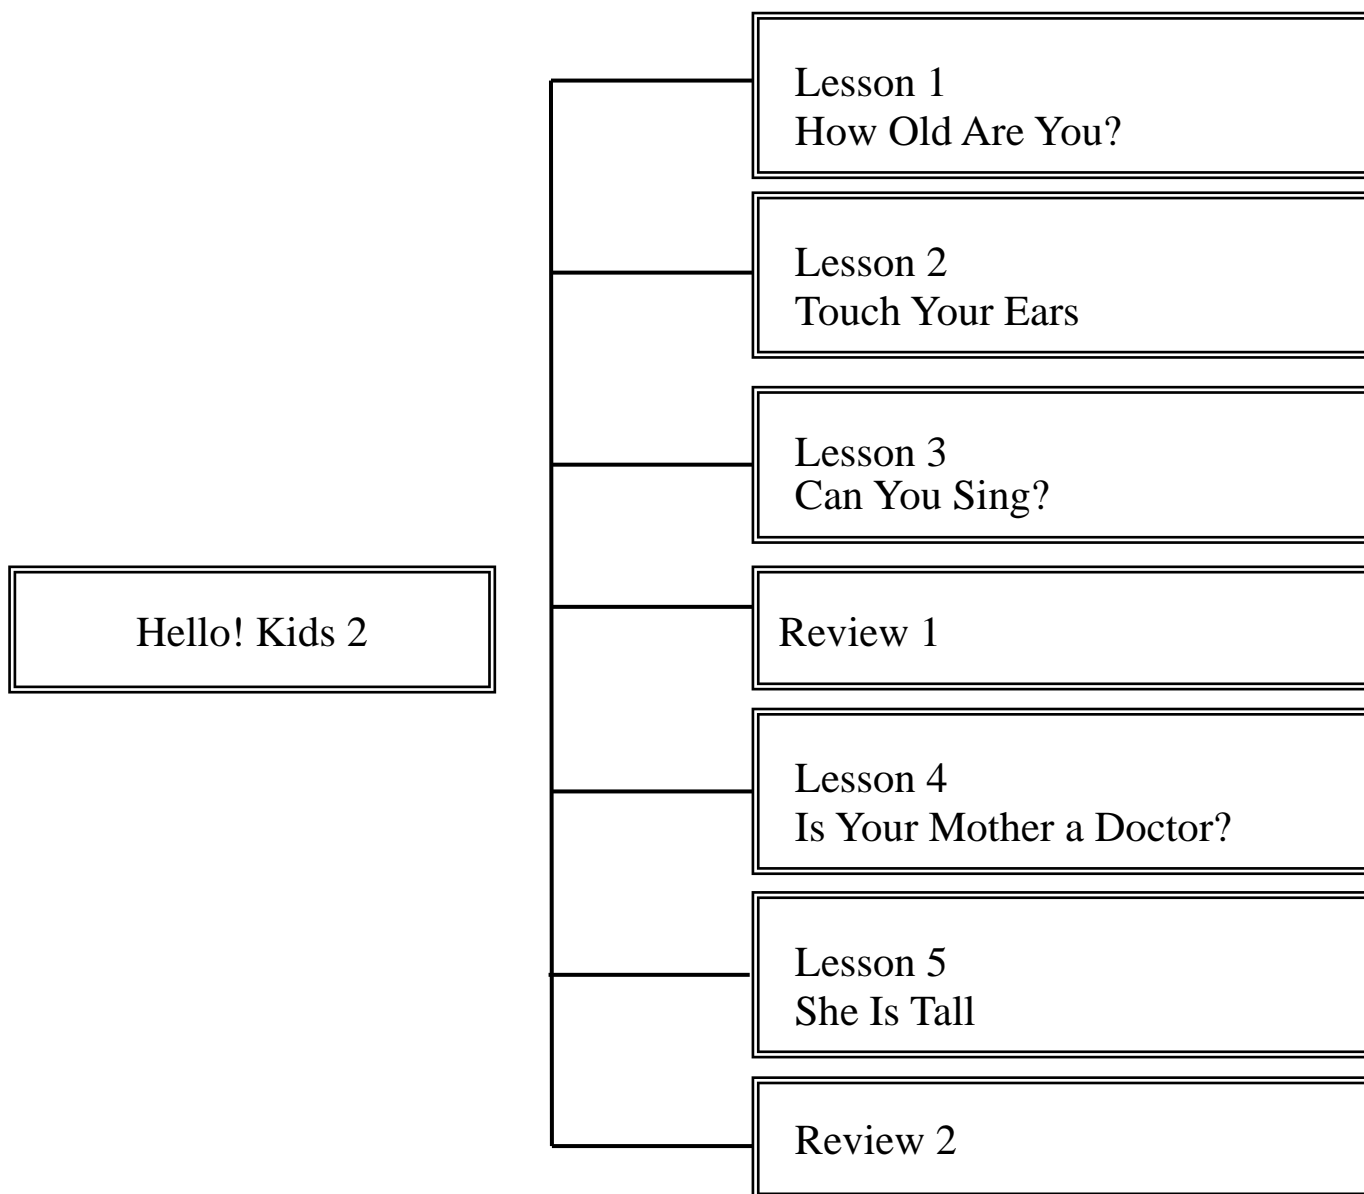 Hello! Kids 2
Lesson 1
How Old Are You?
Lesson 2
Touch Your Ears
Lesson 3
Can You Sing?
Review 1
Lesson 4
Is Your Mother a Doctor?
Lesson 5
She Is Tall
Review 2